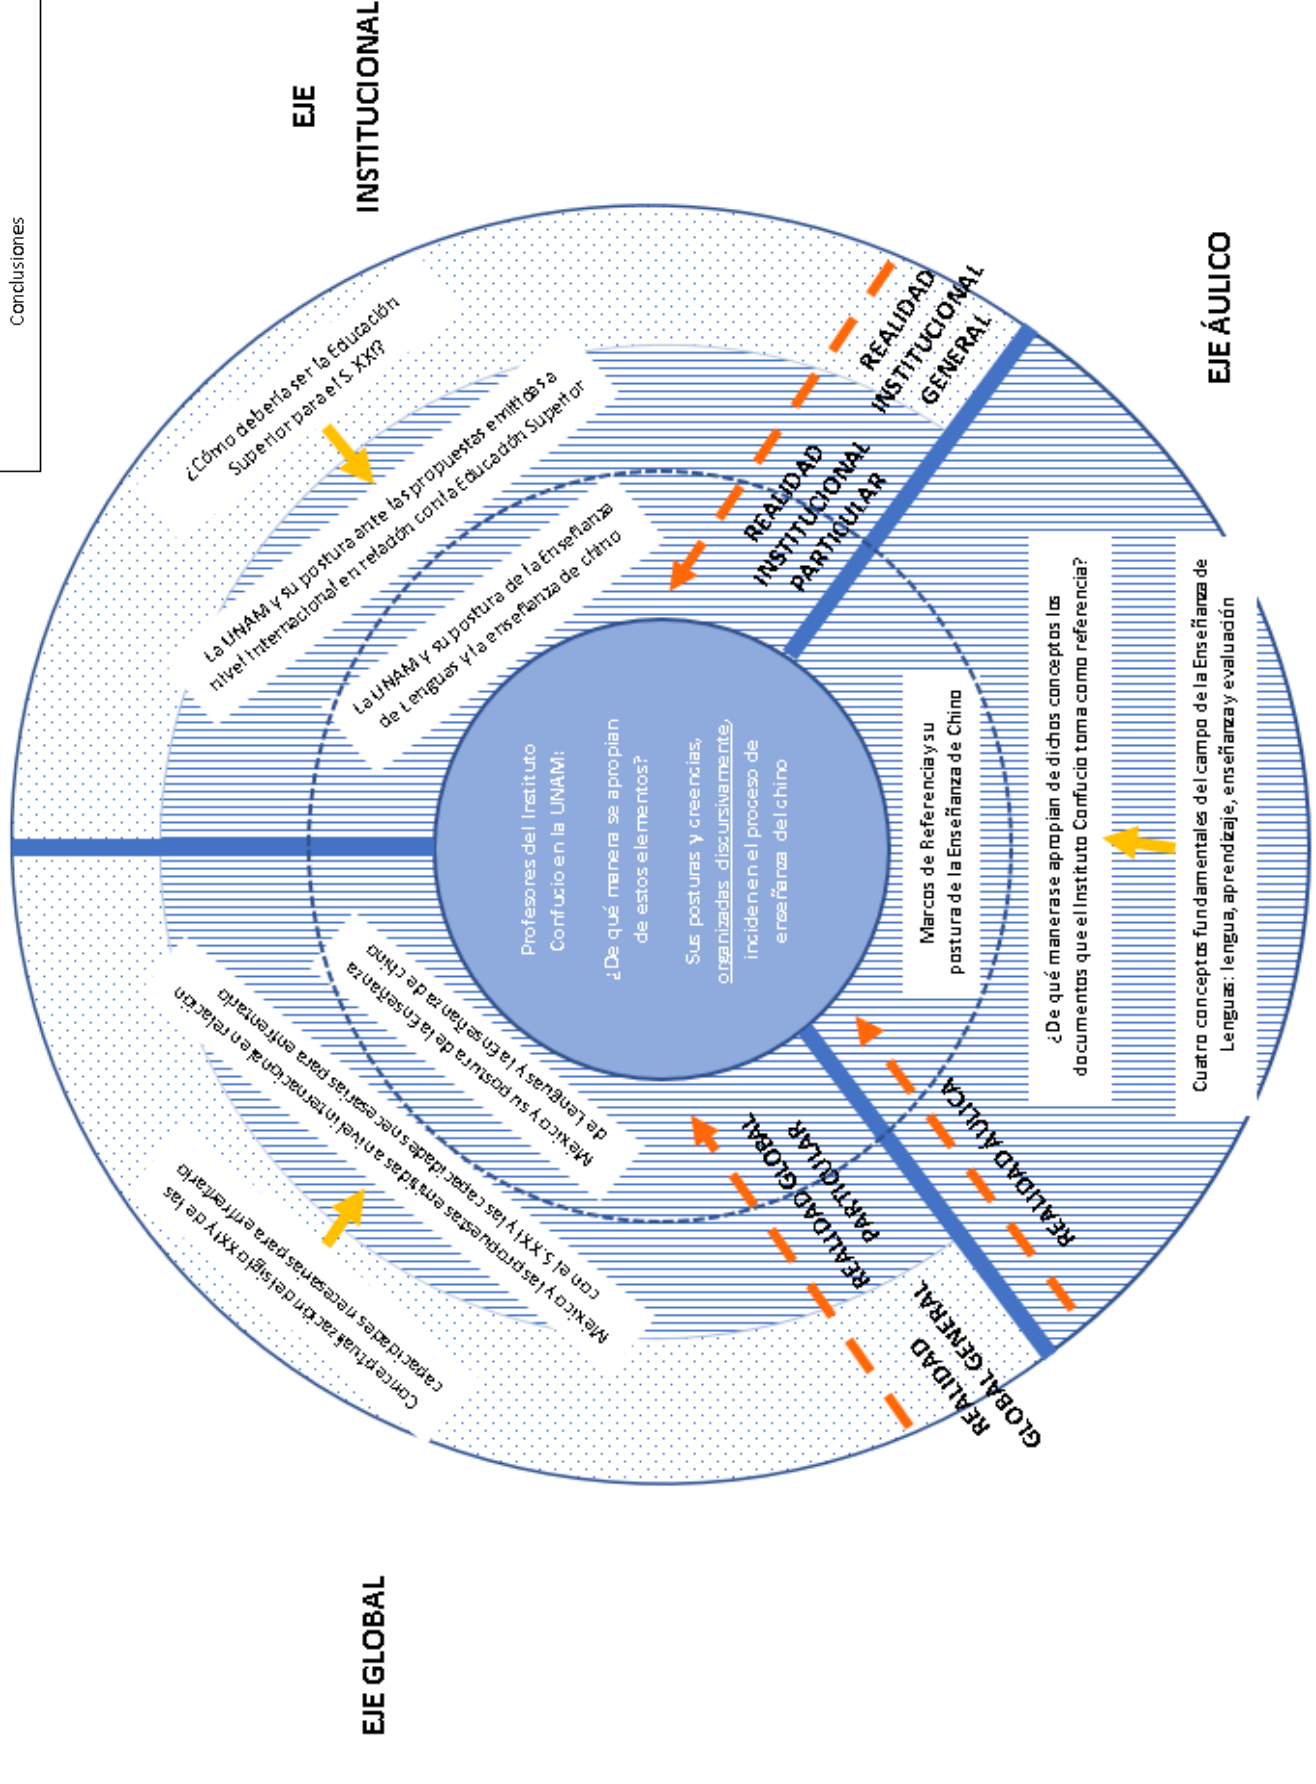 Conclusiones
EJE GLOBAL
EJE
INSTITUCIONAL
EJE ÁULICO
Conceptualización del siglo XXI y de las
capacidades necesarias para enfrentarlo
Mexico y las propuestas emitidas a nivel internacional en relación
con el S. XXI y las capacidades necesarias para enfrentarlo
Mexico y su postura de la Enseñanza
de Lenguas y la Enseñanza de chino
¿Cómo debería ser la Educación
Superior para el S. XXI?
La UNAM y su postura ante las propuestas emitidas a
nivel Internacional en relación con la Educación Superior
La UNAM y su postura de la Enseñanza
de Lenguas y la enseñanza de chino
Profesores del Instituto
Confucio en la UNAM:
¿De qué manera se apropian
de estos elementos?
Sus posturas y creencias,
organizadas discursivamente,
inciden en el proceso de
enseñanza del chino
REALIDAD
GLOBAL GENERAL
REALIDAD GLOBAL
PARTICULAR
REALIDAD
INSTITUCIONAL
PARTICULAR
REALIDAD
INSTITUCIONAL
GENERAL
REALIDAD ÁULICA
Marcos de Referencia y su
postura de la Enseñanza de Chino
¿De qué manera se apropian de dichos conceptos los
documentos que el Instituto Confucio toma como referencia?
Cuatro conceptos fundamentales del campo de la Enseñanza de
Lenguas: lengua, aprendizaje, enseñanza y evaluación